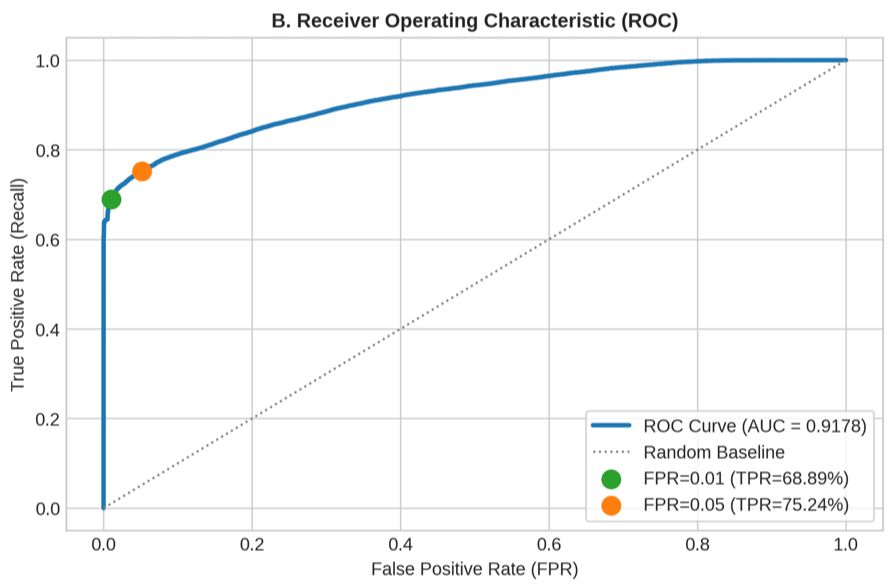 B. Receiver Operating Characteristic (ROC)
True Positive Rate (Recall)
1.0
0.8
0.6
0.4
0.2
0.0
ROC Curve (AUC = 0.9178)
Random Baseline
FPR=0.01 (TPR=68.89%)
FPR=0.05 (TPR=75.24%)
0.0 0.2 0.4 0.6 0.8 1.0
False Positive Rate (FPR)